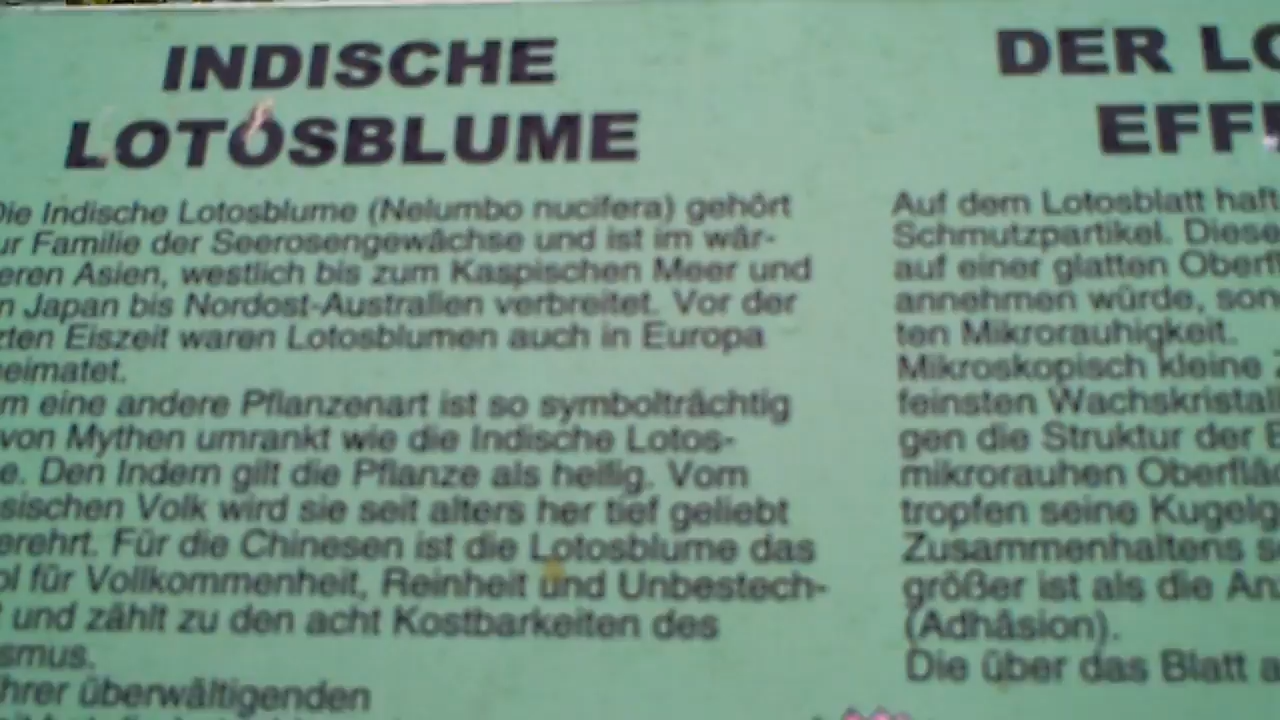 INDISCHE
LOTOSBLUME
Die Indische Lotosblume (Nelumbo nucifera) gehört
ur Familie der Seerosengewächse und ist im wär-
eren Asien, westlich bis zum Kaspischen Meer und
n Japan bis Nordost-Australien verbreitet. Vor der
zten Eiszeit waren Lotosblumen auch in Europa
eimatet.
m eine andere Pflanzenart ist so symbolträchtig
von Mythen umrankt wie die Indische Lotos-
e. Den Indern gilt die Pflanze als heilig. Vom
sischen Volk wird sie seit alters her tief geliebt
erehrt. Für die Chinesen ist die Lotosblume das
ol für Vollkommenheit, Reinheit und Unbestech-
und zählt zu den acht Kostbarkeiten des
smus.
hrer überwältigenden
DER LO
EFF
Auf dem Lotosblatt haft
Schmutzpartikel. Diese
auf einer glatten Oberfl
annehmen würde, son
ten Mikrorauhigkeit.
Mikroskopisch kleine
feinsten Wachskristal
gen die Struktur der
mikrorauhen Oberflä
tropfen seine Kugelg
Zusammenhaltens s
größer ist als die An
(Adhäsion).
Die über das Blatt a